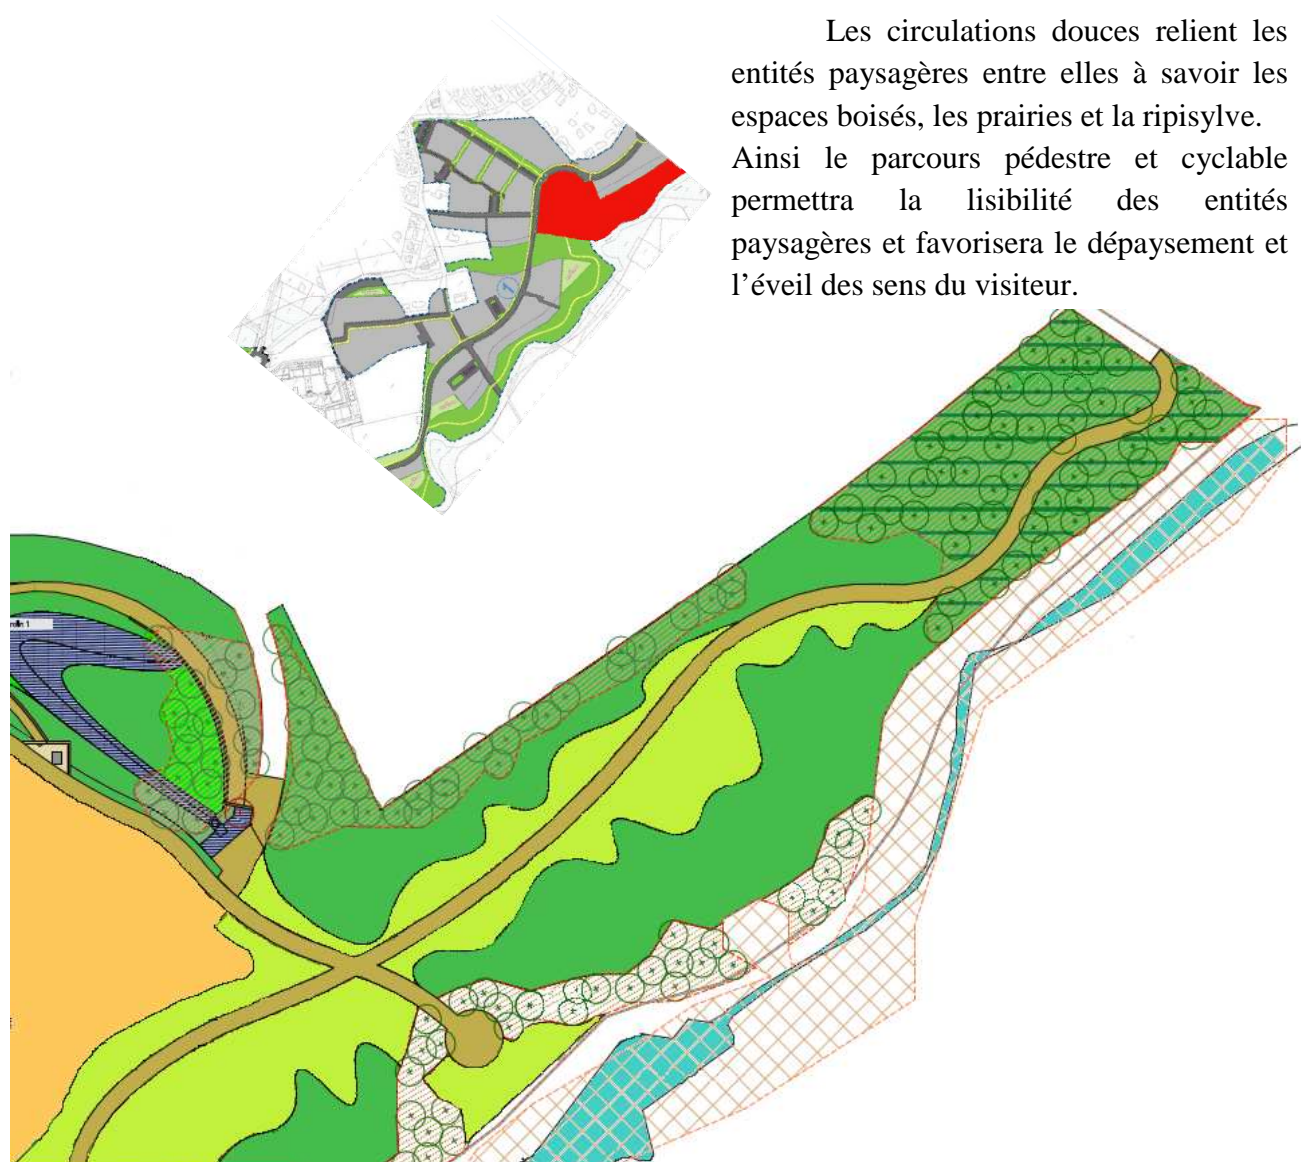 Les circulations douces relient les
entités paysagères entre elles à savoir les
espaces boisés, les prairies et la ripisylve.
Ainsi le parcours pédestre et cyclable
permettra la lisibilité des entités
paysagères et favorisera le dépaysement et
l’éveil des sens du visiteur.
1